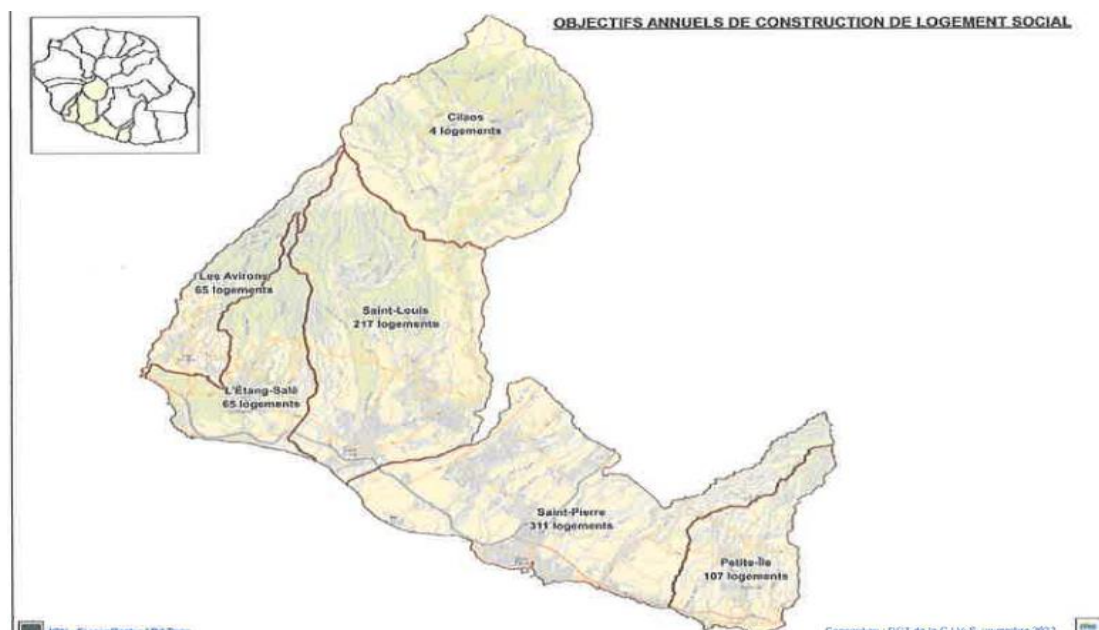 OBJECTIFS ANNUELS DE CONSTRUCTION DE LOGEMENT SOCIAL
Cilaos
4 logements
Les Avirons
65 logements
Saint-Louis
217 logements
L'Étang-Salé
65 logements
Saint-Pierre
311 logements
Petite-Île
107 logements